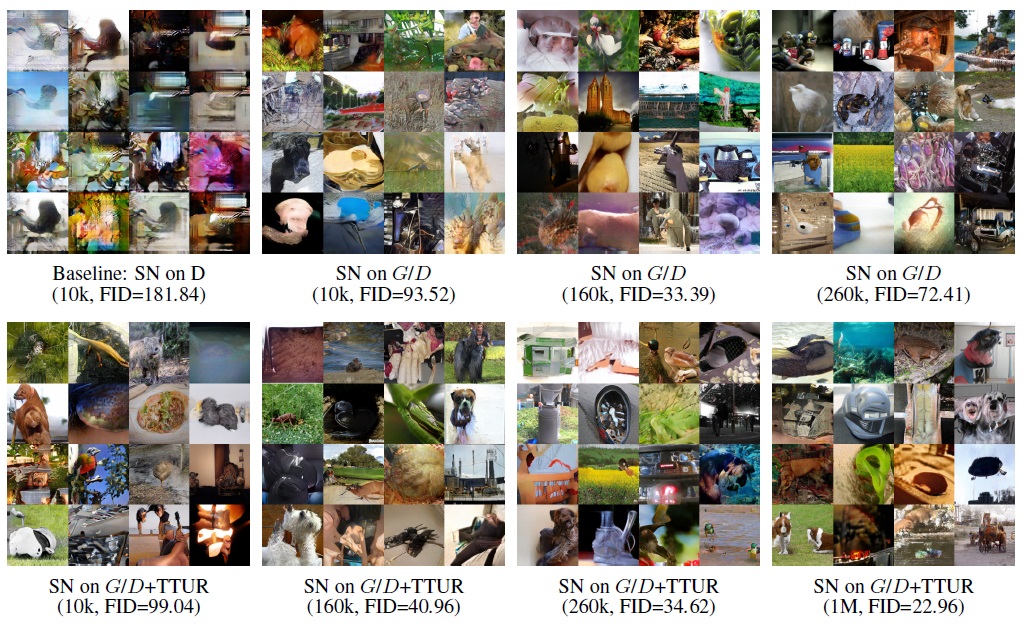 Baseline: SN on D
(10k, FID=181.84)
SN on G/D
(10k, FID=93.52)
SN on G/D
(160k, FID=33.39)
SN on G/D
(260k, FID=72.41)
SN on G/D+TTUR
(10k, FID=99.04)
SN on G/D+TTUR
(160k, FID=40.96)
SN on G/D+TTUR
(260k, FID=34.62)
SN on G/D+TTUR
(1M, FID=22.96)